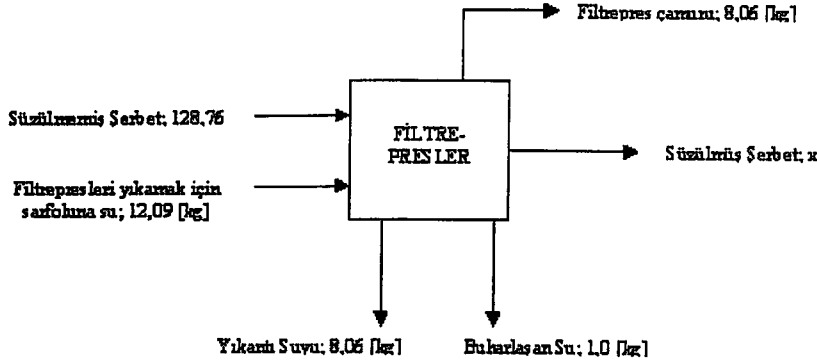 Filtrepres çamuru; 8,06 [kg]
Süzülmemiş Şerbet; 128,76
FİLTRE-
PRESLER
Süzülmüş Şerbet; x
Filtrepresleri yıkamak için
sarfoluna su; 12,09 [kg]
Yıkantı Suyu; 8,06 [kg]
Buharlaşan Su; 1,0 [kg]